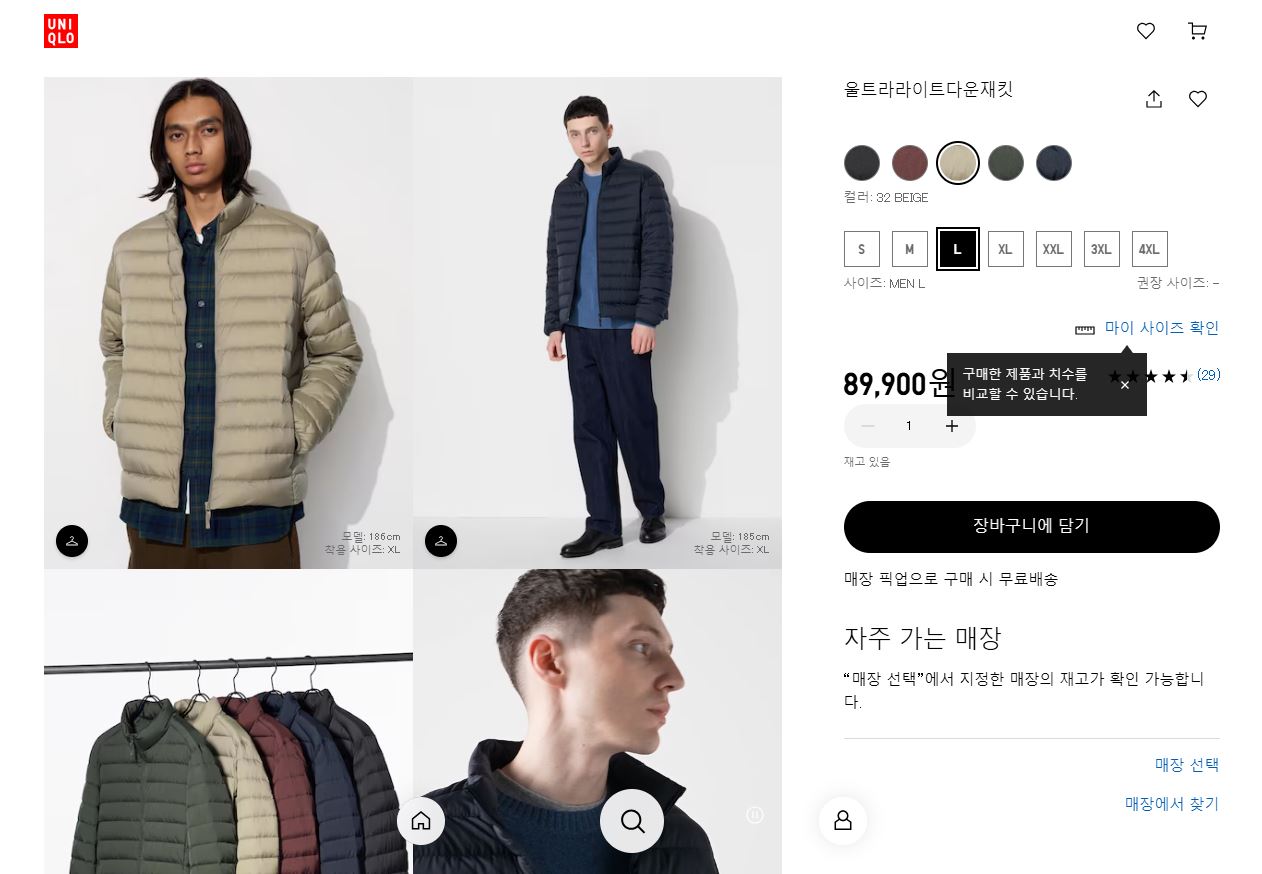 UNI
QLO
울트라라이트다운재킷
컬러: 32 BEIGE
S M L XL XXL 3XL 4XL
사이즈: MEN L 권장 사이즈: -
마이 사이즈 확인
89,900원
구매한 제품과 치수를
비교할 수 있습니다.
(29)
1
재고 있음
장바구니에 담기
매장 픽업으로 구매 시 무료배송
자주 가는 매장
“매장 선택”에서 지정한 매장의 재고가 확인 가능합니
다.
매장 선택
매장에서 찾기
모델: 186cm
착용 사이즈: XL
모델: 185cm
착용 사이즈: XL